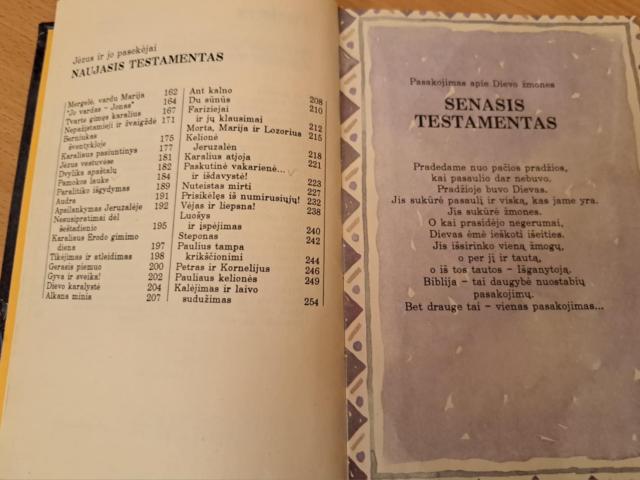 Jėzus ir jo pasekėjai
NAUJASIS TESTAMENTAS
Mergelė, vardu Marija 162
"Jo vardas – Jonas" 164
Tvarte gimęs karalius 167
Nepažįstamieji ir žvaigždė 171
Berniukas
šventykloje 175
Karaliaus pasiuntinys 177
Jėzus vestuvėse 181
Dvylika apaštalų 182
Pamokos lauke 184
Paralitiko išgydymas 189
Audra 191
Apsilankymas Jeruzalėje 192
Nesusipratimai dėl
šeštadienio 195
Karaliaus Erodo gimimo
diena 197
Tikėjimas ir atleidimas 198
Gerasis piemuo 200
Gyva ir sveika! 202
Dievo karalystė 204
Alkana minia 207
Ant kalno 208
Du sūnūs 210
Fariziejai
ir jų klausimai 212
Morta, Marija ir Lozorius 215
Kelionė
Jeruzalėn 218
Karalius atjoja 221
Paskutinė vakarienė...
ir išdavystė! 223
Nuteistas mirti 227
Prisikėlęs iš numirusiųjų! 232
Vėjas ir liepsna! 238
Luošys
ir įspėjimas 240
Steponas 242
Paulius tampa
krikščionimi 244
Petras ir Kornelijus 246
Pauliaus kelionės 249
Kalėjimas ir laivo
sudužimas 254
Pasakojimas apie Dievo žmones
SENASIS
TESTAMENTAS
Pradedame nuo pačios pradžios,
kai pasaulio dar nebuvo.
Pradžioje buvo Dievas.
Jis sukūrė pasaulį ir viską, kas jame yra.
Jis sukūrė žmones.
O kai prasidėjo negerumai,
Dievas ėmė ieškoti išeities.
Jis išsirinko vieną žmogų,
o per jį ir tautą,
o iš tos tautos – Išganytoją.
Biblija – tai daugybė nuostabių
pasakojimų.
Bet drauge tai – vienas pasakojimas...